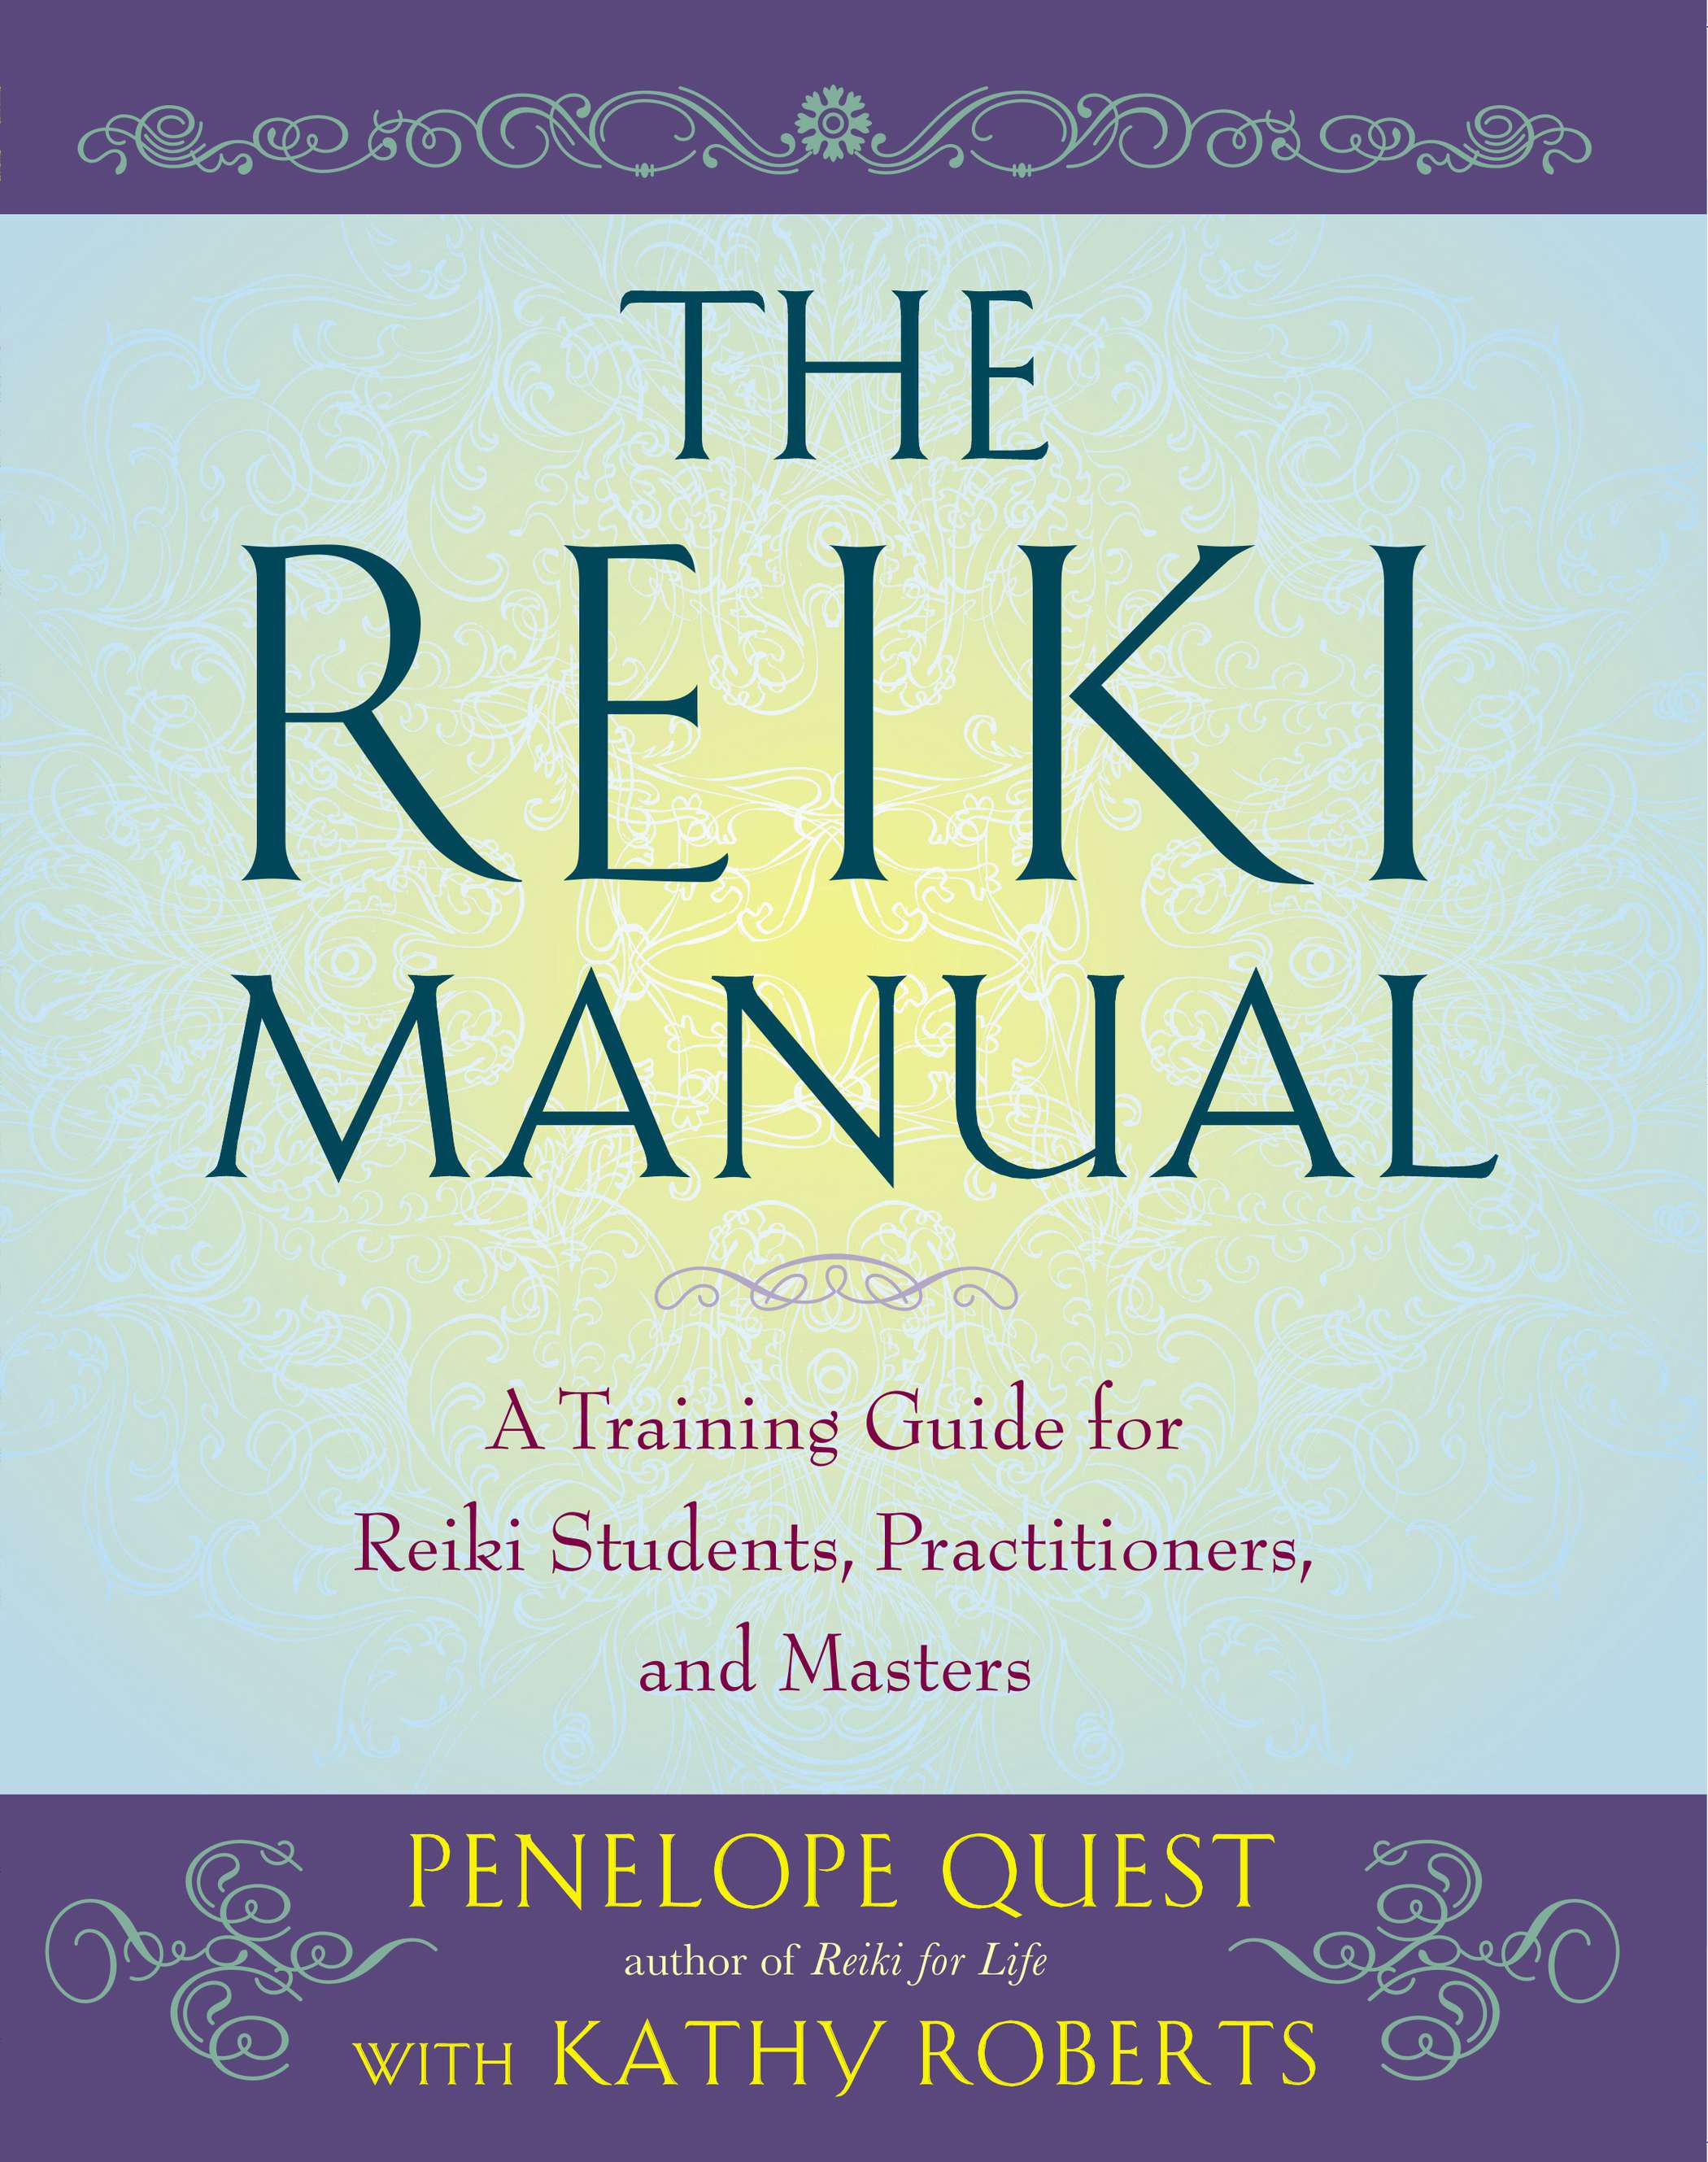 THE
REIKI
MANUAL
A Training Guide for
Reiki Students, Practitioners,
and Masters
PENELOPE QUEST
author of Reiki for Life
WITH KATHY ROBERTS